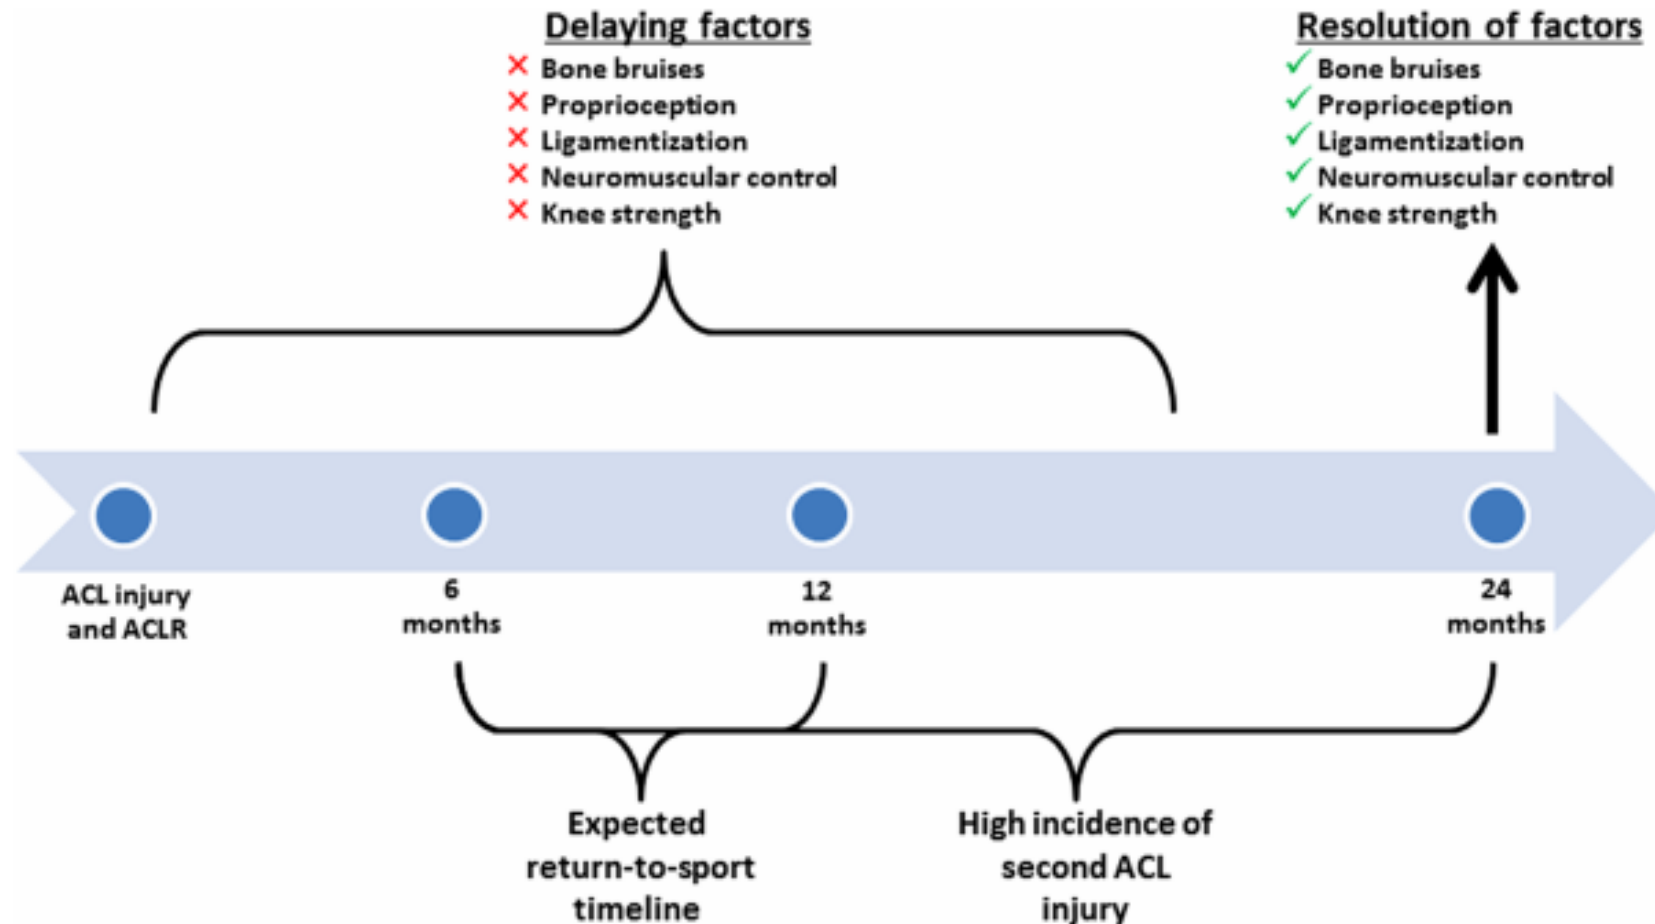 Delaying factors
Bone bruises
Proprioception
Ligamentization
Neuromuscular control
Knee strength
Resolution of factors
Bone bruises
Proprioception
Ligamentization
Neuromuscular control
Knee strength
ACL injury
and ACLR
6
months
12
months
24
months
Expected
return-to-sport
timeline
High incidence of
second ACL
injury